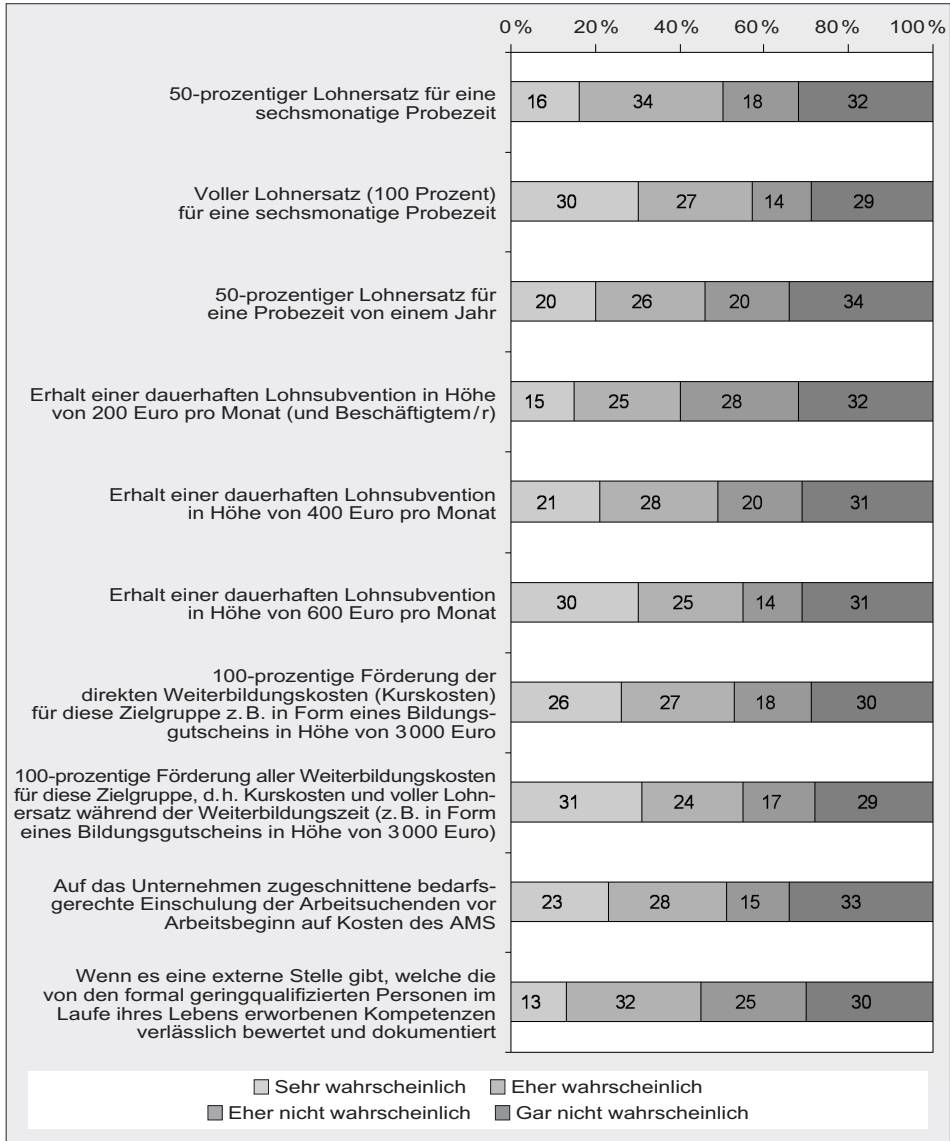 0 % 20 % 40 % 60 % 80 % 100 %
50-prozentiger Lohnersatz für eine
sechsmonatige Probezeit
16 34 18 32
Voller Lohnersatz (100 Prozent)
für eine sechsmonatige Probezeit
30 27 14 29
50-prozentiger Lohnersatz für
eine Probezeit von einem Jahr
20 26 20 34
Erhalt einer dauerhaften Lohnsubvention in Höhe
von 200 Euro pro Monat (und Beschäftigtem/r)
15 25 28 32
Erhalt einer dauerhaften Lohnsubvention
in Höhe von 400 Euro pro Monat
21 28 20 31
Erhalt einer dauerhaften Lohnsubvention
in Höhe von 600 Euro pro Monat
30 25 14 31
100-prozentige Förderung der
direkten Weiterbildungskosten (Kurskosten)
für diese Zielgruppe z. B. in Form eines Bildungs-
gutscheins in Höhe von 3 000 Euro
26 27 18 30
100-prozentige Förderung aller Weiterbildungskosten
für diese Zielgruppe, d. h. Kurskosten und voller Lohn-
ersatz während der Weiterbildungszeit (z. B. in Form
eines Bildungsgutscheins in Höhe von 3 000 Euro)
31 24 17 29
Auf das Unternehmen zugeschnittene bedarfs-
gerechte Einschulung der Arbeitsuchenden vor
Arbeitsbeginn auf Kosten des AMS
23 28 15 33
Wenn es eine externe Stelle gibt, welche die
von den formal geringqualifizierten Personen im
Laufe ihres Lebens erworbenen Kompetenzen
verlässlich bewertet und dokumentiert
13 32 25 30
Sehr wahrscheinlich Eher wahrscheinlich
Eher nicht wahrscheinlich Gar nicht wahrscheinlich